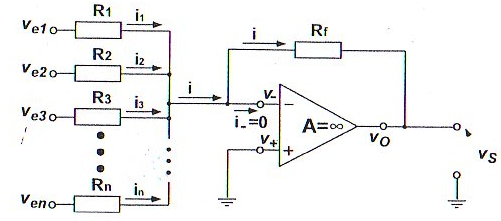 R1 i1
ve1
R2 i2
ve2
R3 i3
ve3
Rn in
ven
i
i Rf
v-
i-=0
v+
- A=∞
+
vO
vS